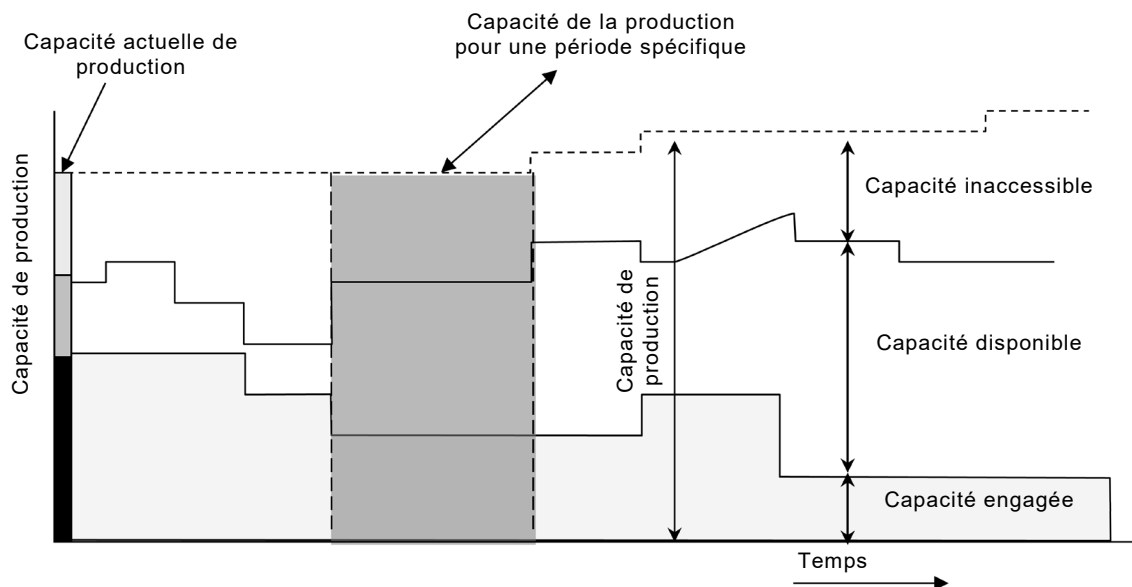 Capacité de la production
pour une période spécifique
Capacité actuelle de
production
Capacité de production
Capacité inaccessible
Capacité de
production
Capacité disponible
Capacité engagée
Temps